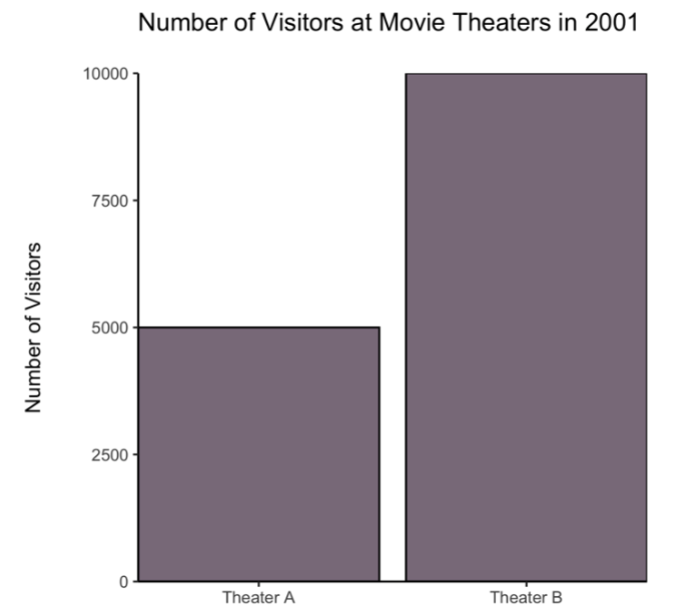 Number of Visitors at Movie Theaters in 2001
Number of Visitors
10000
7500
5000
2500
0
Theater A Theater B